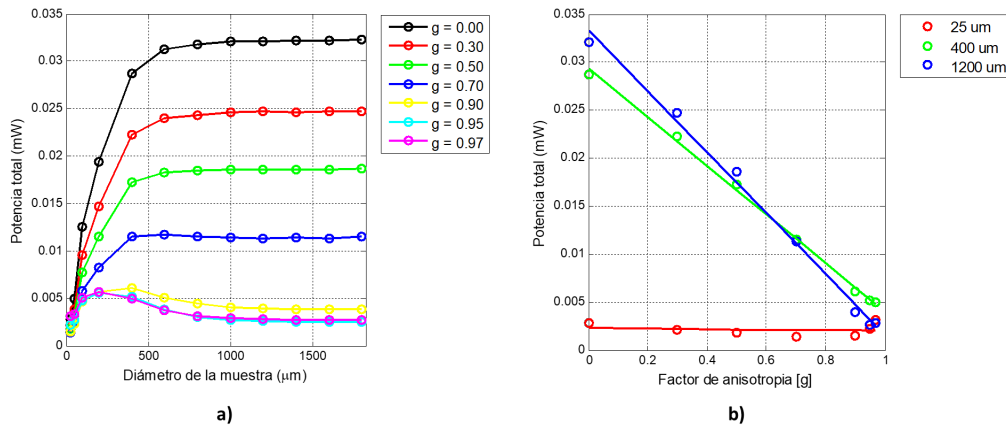 0.035
0.03
0.025
0.02
0.015
0.01
0.005
0
0
500
1000
1500
Potencia total (mW)
Diámetro de la muestra (μm)
g = 0.00
g = 0.30
g = 0.50
g = 0.70
g = 0.90
g = 0.95
g = 0.97
a)
0.035
0.03
0.025
0.02
0.015
0.01
0.005
0
0
0.2
0.4
0.6
0.8
1
Potencia total (mW)
Factor de anisotropia [g]
25 um
400 um
1200 um
b)